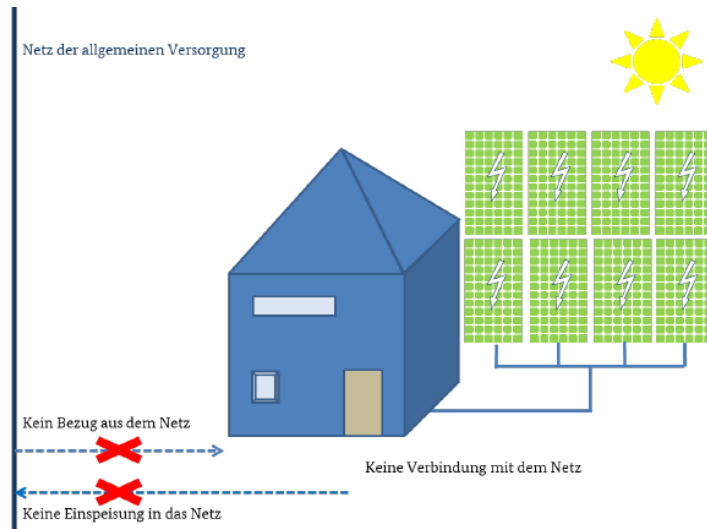 Netz der allgemeinen Versorgung
Kein Bezug aus dem Netz
Keine Verbindung mit dem Netz
Keine Einspeisung in das Netz